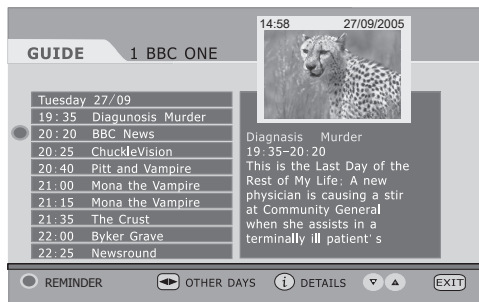 14:58 27/09/2005
GUIDE 1 BBC ONE
Tuesday 27/09
19:35 Diagunosis Murder
20:20 BBC News
20:25 ChuckleVision
20:40 Pitt and Vampire
21:00 Mona the Vampire
21:15 Mona the Vampire
21:35 The Crust
22:00 Byker Grave
22:25 Newsround
Diagnasis Murder
19:35-20:20
This is the Last Day of the
Rest of My Life: A new
physician is causing a stir
at Community General
when she assists in a
terminally ill patient's
REMINDER OTHER DAYS i DETAILS EXIT